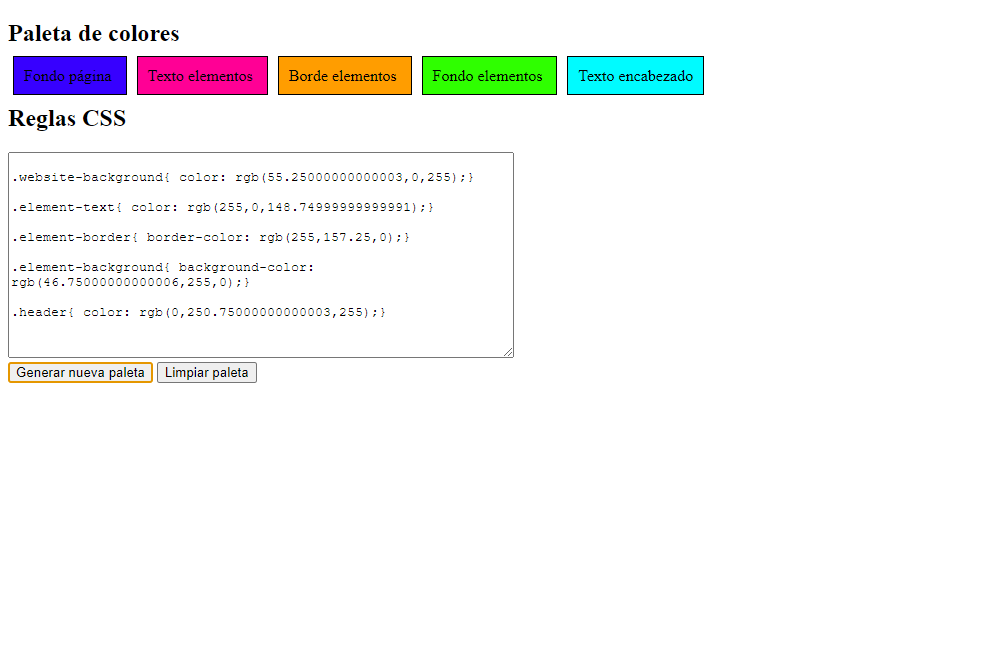 Paleta de colores
Fondo página Texto elementos Borde elementos Fondo elementos Texto encabezado
Reglas CSS
.website-background{ color: rgb(55.25000000000003,0,255);}
.element-text{ color: rgb(255,0,148.74999999999991);}
.element-border{ border-color: rgb(255,157.25,0);}
.element-background{ background-color:
rgb(46.75000000000006,255,0);}
.header{ color: rgb(0,250.75000000000003,255);}
Generar nueva paleta Limpiar paleta